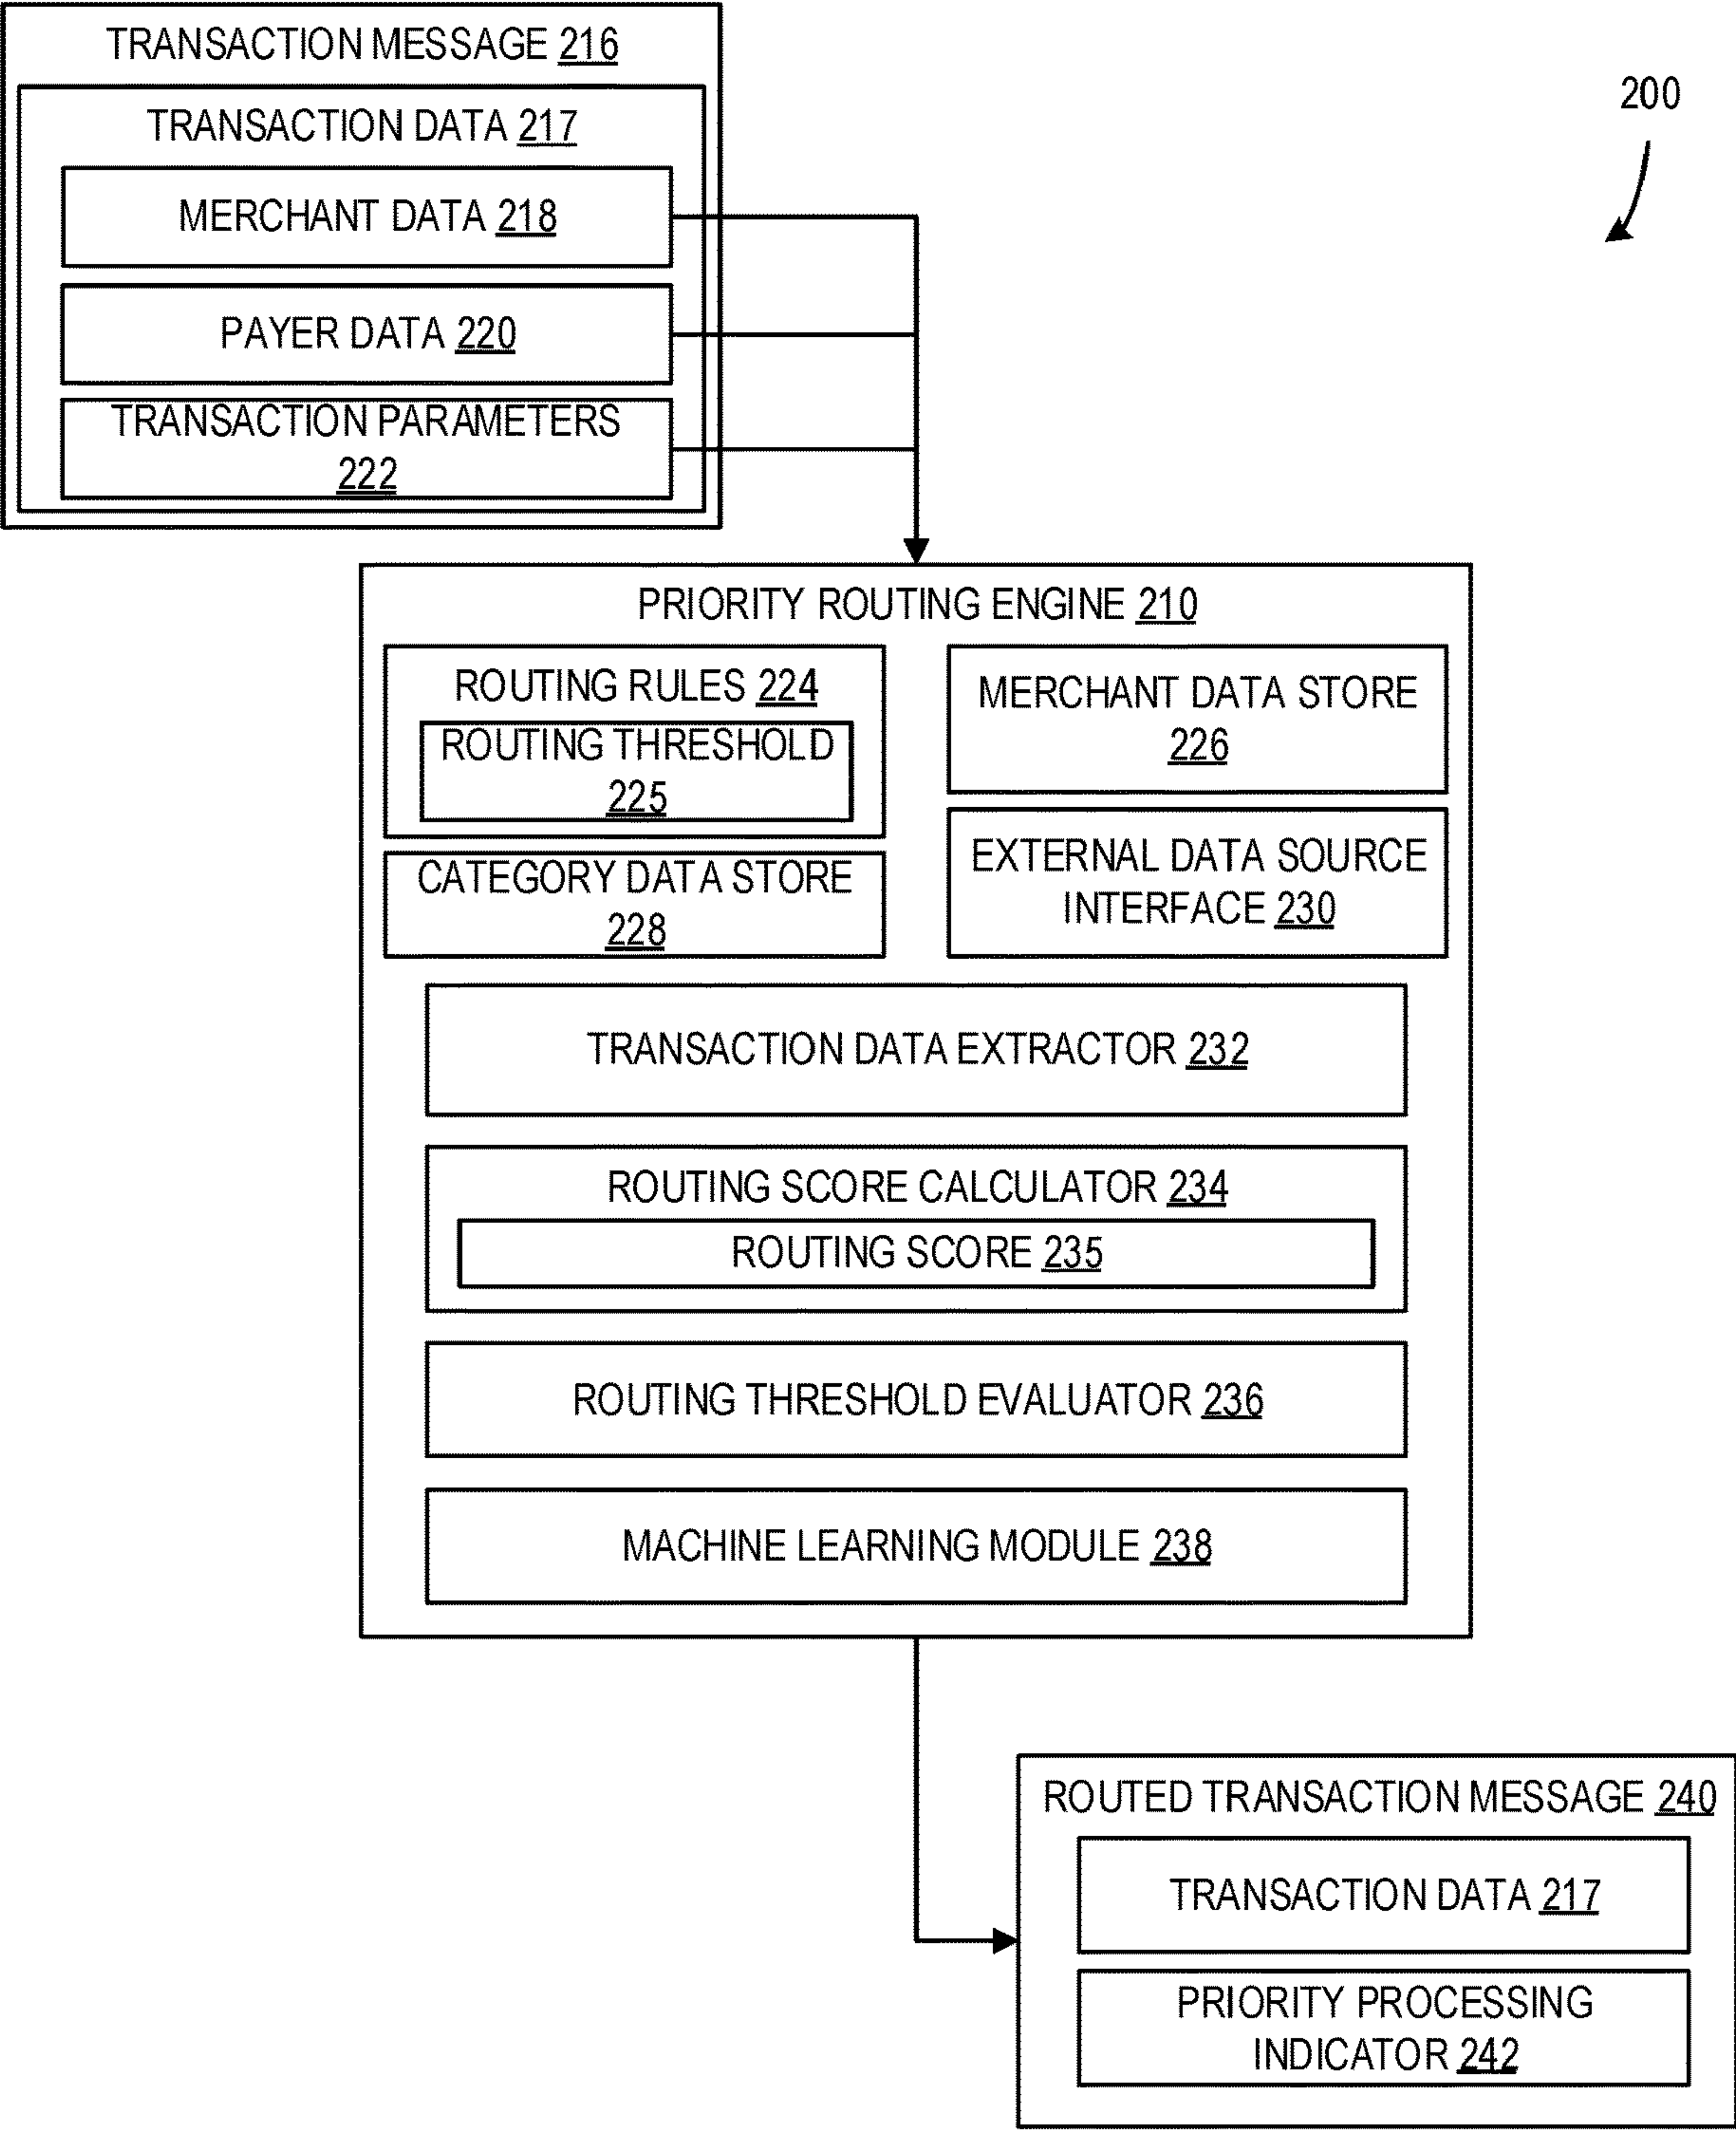 TRANSACTION MESSAGE 216
TRANSACTION DATA 217
MERCHANT DATA 218
PAYER DATA 220
TRANSACTION PARAMETERS
222
200
PRIORITY ROUTING ENGINE 210
ROUTING RULES 224
ROUTING THRESHOLD
225
MERCHANT DATA STORE
226
CATEGORY DATA STORE
228
EXTERNAL DATA SOURCE
INTERFACE 230
TRANSACTION DATA EXTRACTOR 232
ROUTING SCORE CALCULATOR 234
ROUTING SCORE 235
ROUTING THRESHOLD EVALUATOR 236
MACHINE LEARNING MODULE 238
ROUTED TRANSACTION MESSAGE 240
TRANSACTION DATA 217
PRIORITY PROCESSING
INDICATOR 242